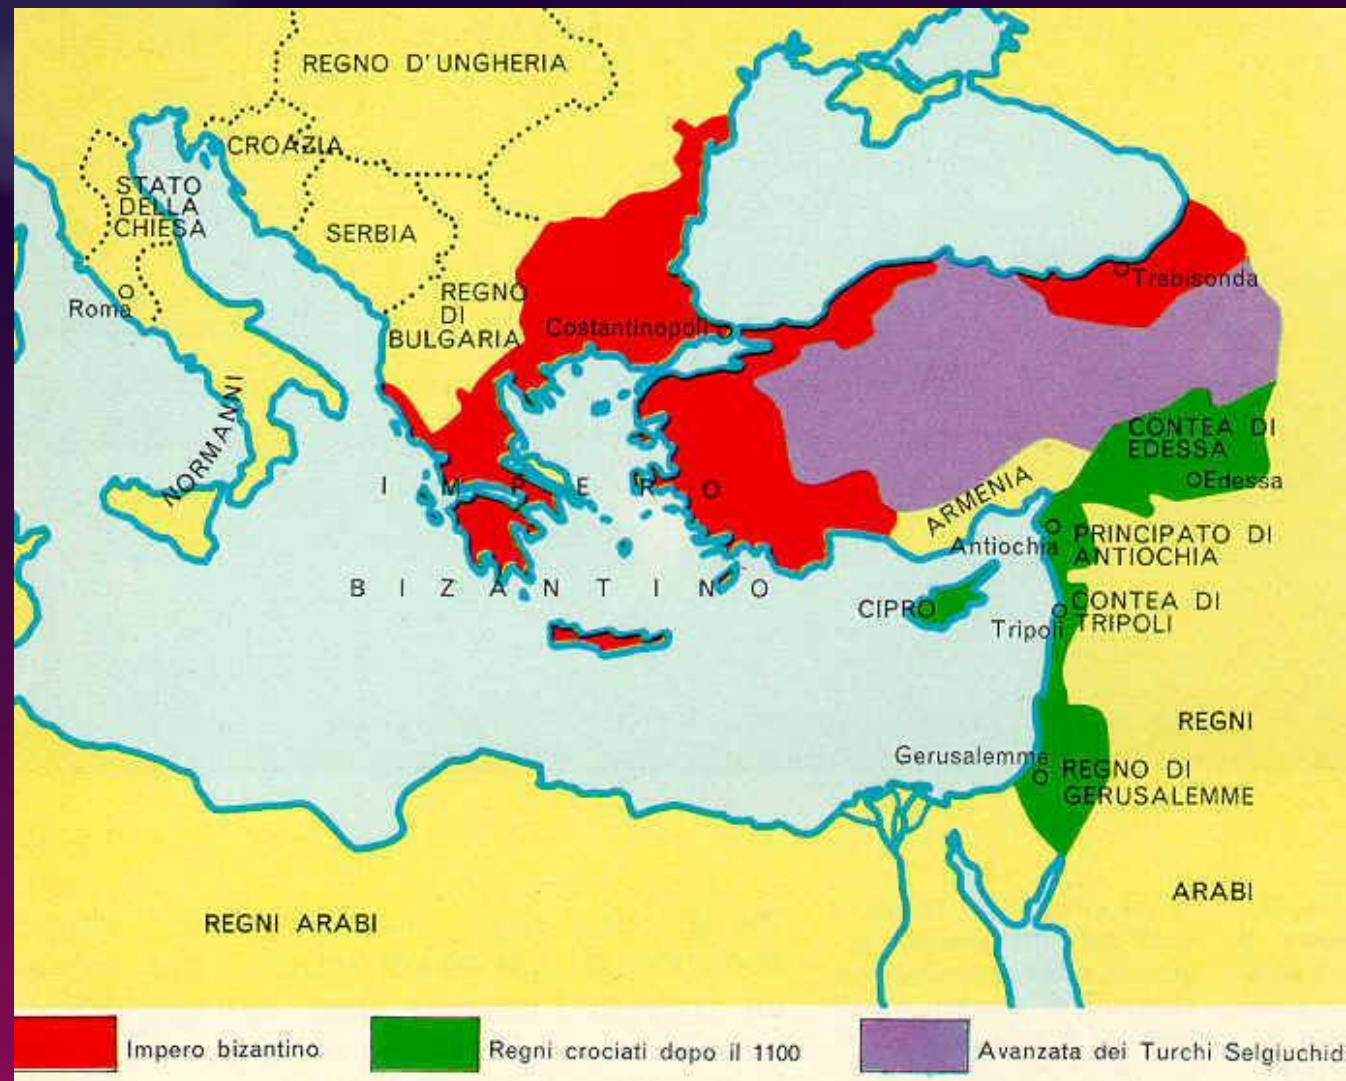 REGNO D'UNGHERIA
CROAZIA
STATO
DELLA
CHIESA
SERBIA
Roma
REGNO
DI
BULGARIA
Costantinopoli
Trebisonda
NORMANNI
CONTEA DI
EDESSA
Edessa
IMPERO
ARMENIA
Antiochia
PRINCIPATO DI
ANTIOCHIA
BIZANTINO
CIPRO
CONTEA DI
TRIPOLI
Tripoli
REGNI
Gerusalemme
REGNO DI
GERUSALEMME
ARABI
REGNI ARABI
Impero bizantino
Regni crociati dopo il 1100
Avanzata dei Turchi Selgiuchid